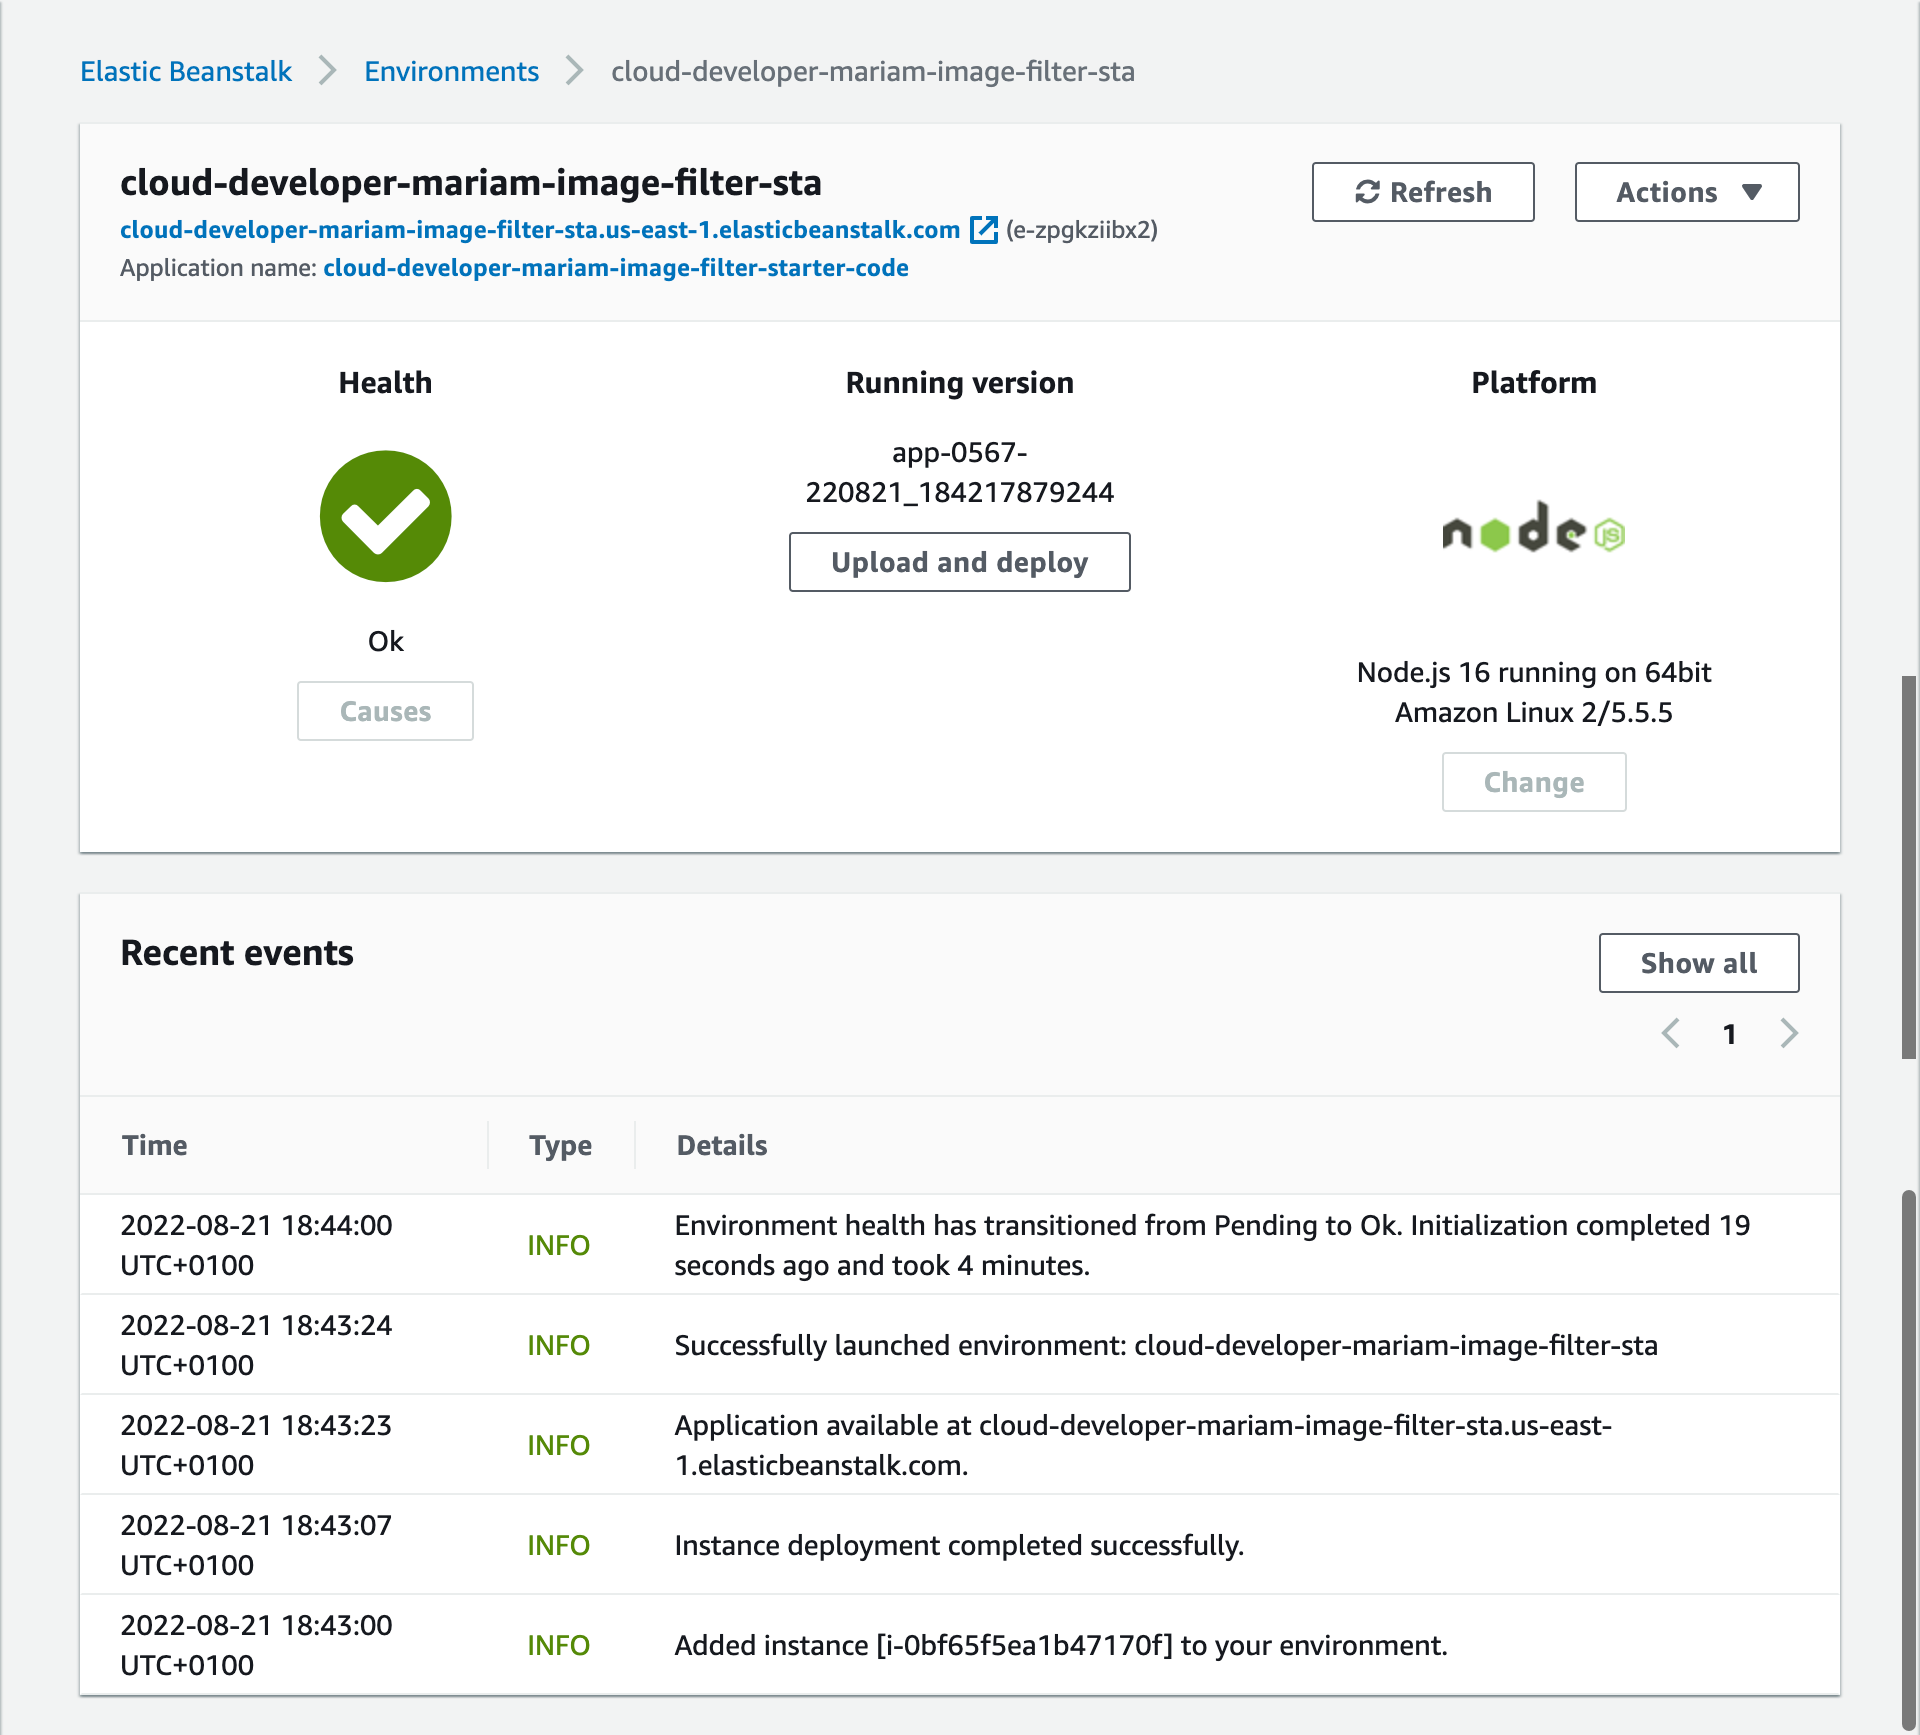 Elastic Beanstalk > Environments > cloud-developer-mariam-image-filter-sta
cloud-developer-mariam-image-filter-sta
Refresh
Actions ▼
cloud-developer-mariam-image-filter-sta.us-east-1.elasticbeanstalk.com (e-zpgkziibx2)
Application name: cloud-developer-mariam-image-filter-starter-code
Health
Ok
Causes
Running version
app-0567-
220821_184217879244
Upload and deploy
Platform
node JS
Node.js 16 running on 64bit
Amazon Linux 2/5.5.5
Change
Recent events
Show all
< 1 >
Time Type Details
2022-08-21 18:44:00
UTC+0100
INFO
Environment health has transitioned from Pending to Ok. Initialization completed 19
seconds ago and took 4 minutes.
2022-08-21 18:43:24
UTC+0100
INFO
Successfully launched environment: cloud-developer-mariam-image-filter-sta
2022-08-21 18:43:23
UTC+0100
INFO
Application available at cloud-developer-mariam-image-filter-sta.us-east-
1.elasticbeanstalk.com.
2022-08-21 18:43:07
UTC+0100
INFO
Instance deployment completed successfully.
2022-08-21 18:43:00
UTC+0100
INFO
Added instance [i-0bf65f5ea1b47170f] to your environment.